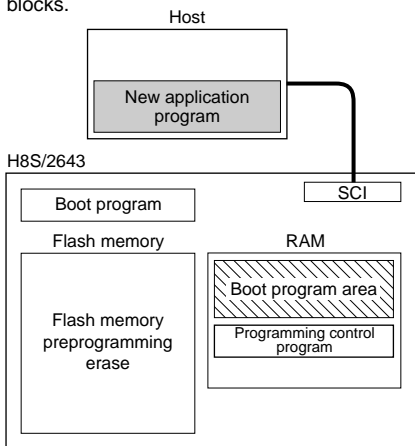 blocks.
Host
New application
program
H8S/2643
SCI
Boot program
Flash memory
RAM
Boot program area
Flash memory
preprogramming
erase
Programming control
program